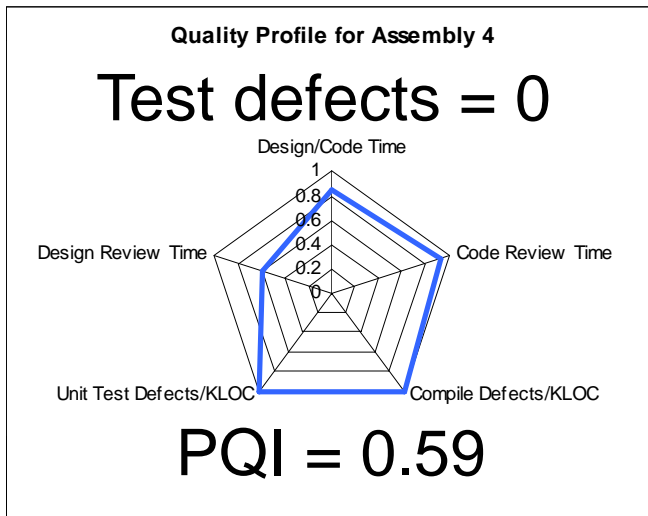 Quality Profile for Assembly 4
Test defects = 0
Design/Code Time
1
0.8
0.6
0.4
0.2
0
Design Review Time
Code Review Time
Unit Test Defects/KLOC
Compile Defects/KLOC
PQI = 0.59